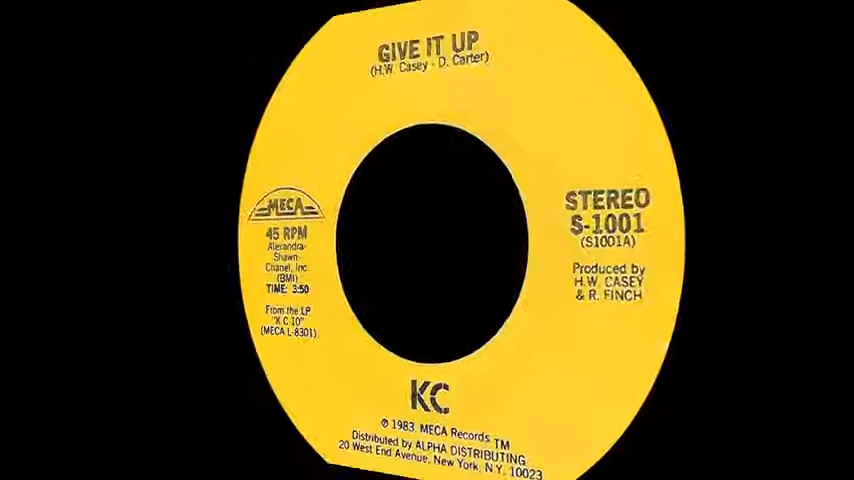 GIVE IT UP
(H.W. Casey - D. Carter)
MECA
45 RPM
Alexandra-
Shawn-
Chanel, Inc.
(BMI)
TIME: 3:50
From the LP
"K C 10"
(MECA L-8301)
STEREO
S-1001
(S1001A)
Produced by
H.W. CASEY
& R. FINCH
KC
℗ 1983 MECA Records TM
Distributed by ALPHA DISTRIBUTING
20 West End Avenue, New York, N.Y. 10023